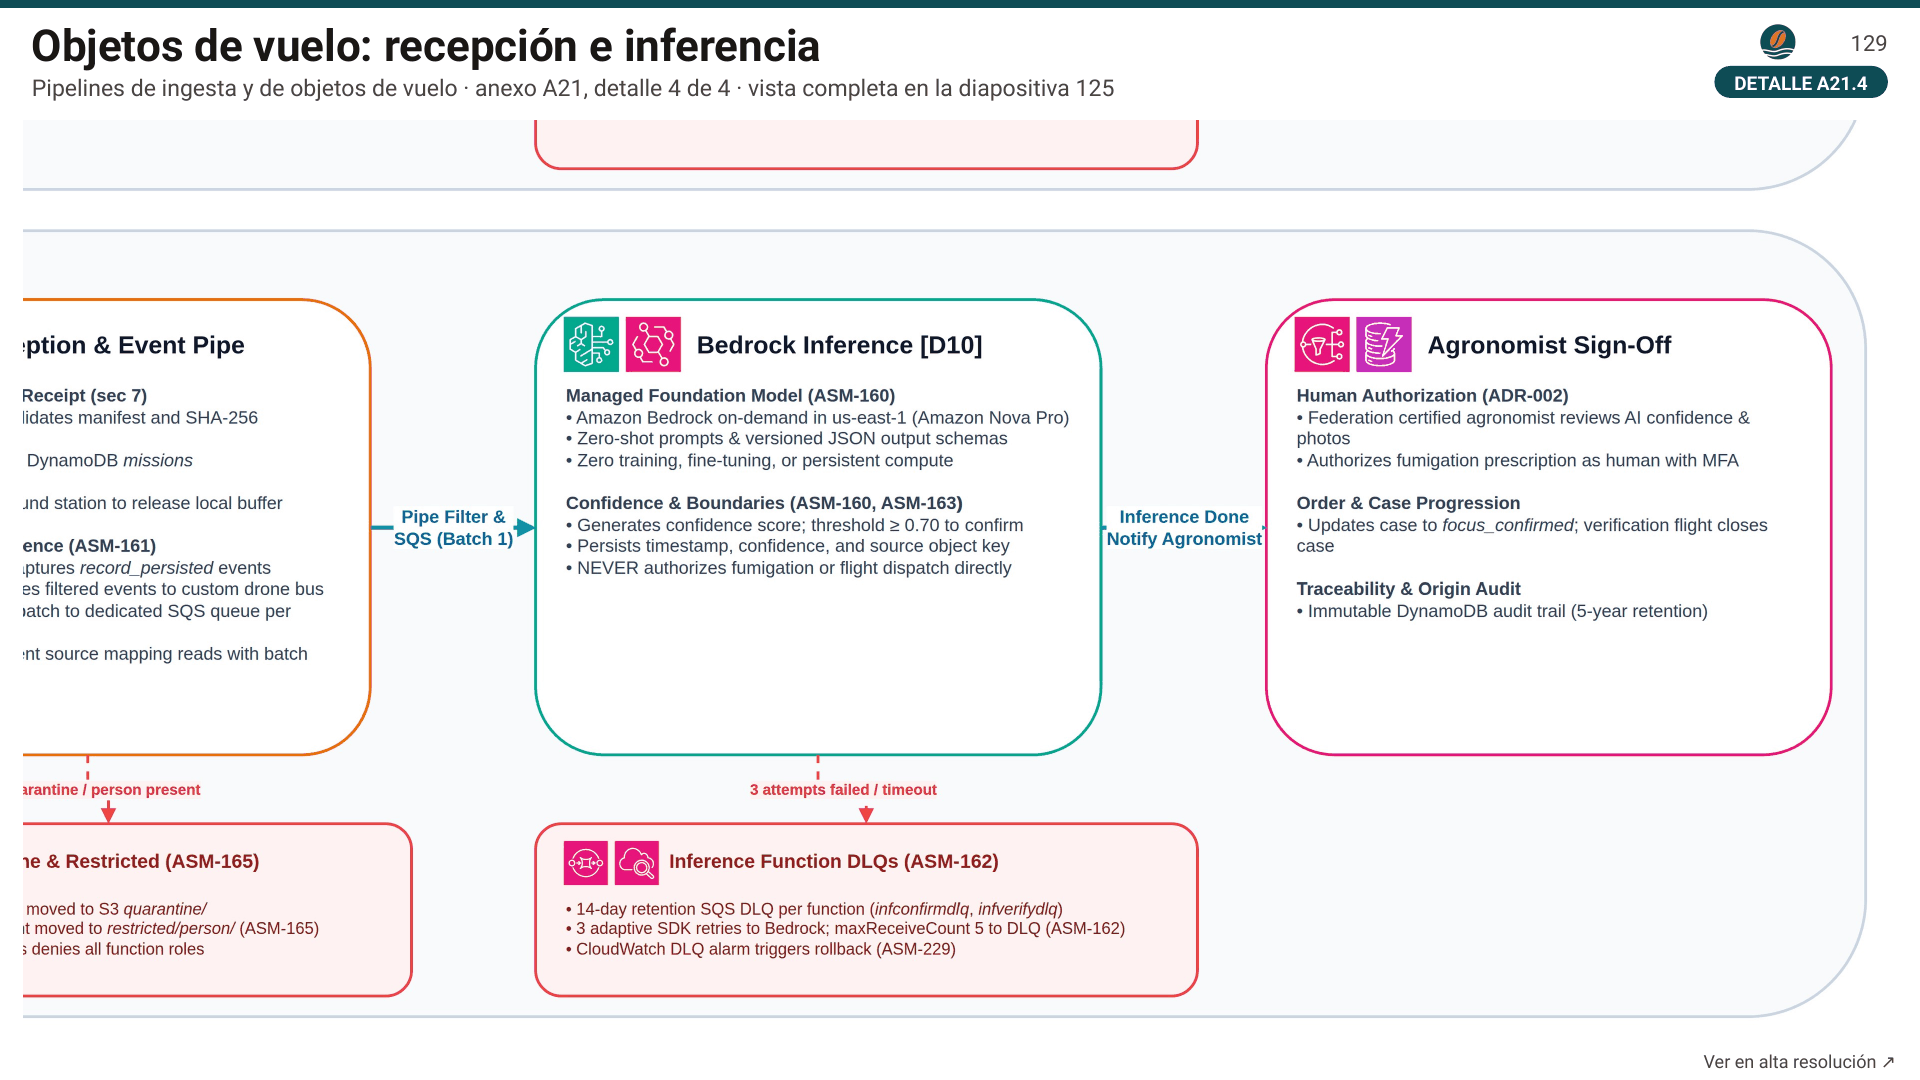 Objetos de vuelo: recepción e inferencia
Pipelines de ingesta y de objetos de vuelo · anexo A21, detalle 4 de 4 · vista completa en la diapositiva 125
129
DETALLE A21.4
eption & Event Pipe
Receipt (sec 7)
lidates manifest and SHA-256
DynamoDB missions
und station to release local buffer
ence (ASM-161)
aptures record_persisted events
es filtered events to custom drone bus
patch to dedicated SQS queue per
ent source mapping reads with batch
Pipe Filter &
SQS (Batch 1)
Bedrock Inference [D10]
Managed Foundation Model (ASM-160)
• Amazon Bedrock on-demand in us-east-1 (Amazon Nova Pro)
• Zero-shot prompts & versioned JSON output schemas
• Zero training, fine-tuning, or persistent compute
Confidence & Boundaries (ASM-160, ASM-163)
• Generates confidence score; threshold ≥ 0.70 to confirm
• Persists timestamp, confidence, and source object key
• NEVER authorizes fumigation or flight dispatch directly
Inference Done
Notify Agronomist
Agronomist Sign-Off
Human Authorization (ADR-002)
• Federation certified agronomist reviews AI confidence &
photos
• Authorizes fumigation prescription as human with MFA
Order & Case Progression
• Updates case to focus_confirmed; verification flight closes
case
Traceability & Origin Audit
• Immutable DynamoDB audit trail (5-year retention)
arantine / person present
3 attempts failed / timeout
ne & Restricted (ASM-165)
moved to S3 quarantine/
t moved to restricted/person/ (ASM-165)
s denies all function roles
Inference Function DLQs (ASM-162)
• 14-day retention SQS DLQ per function (infconfirmdlq, infverifydlq)
• 3 adaptive SDK retries to Bedrock; maxReceiveCount 5 to DLQ (ASM-162)
• CloudWatch DLQ alarm triggers rollback (ASM-229)
Ver en alta resolución ↗